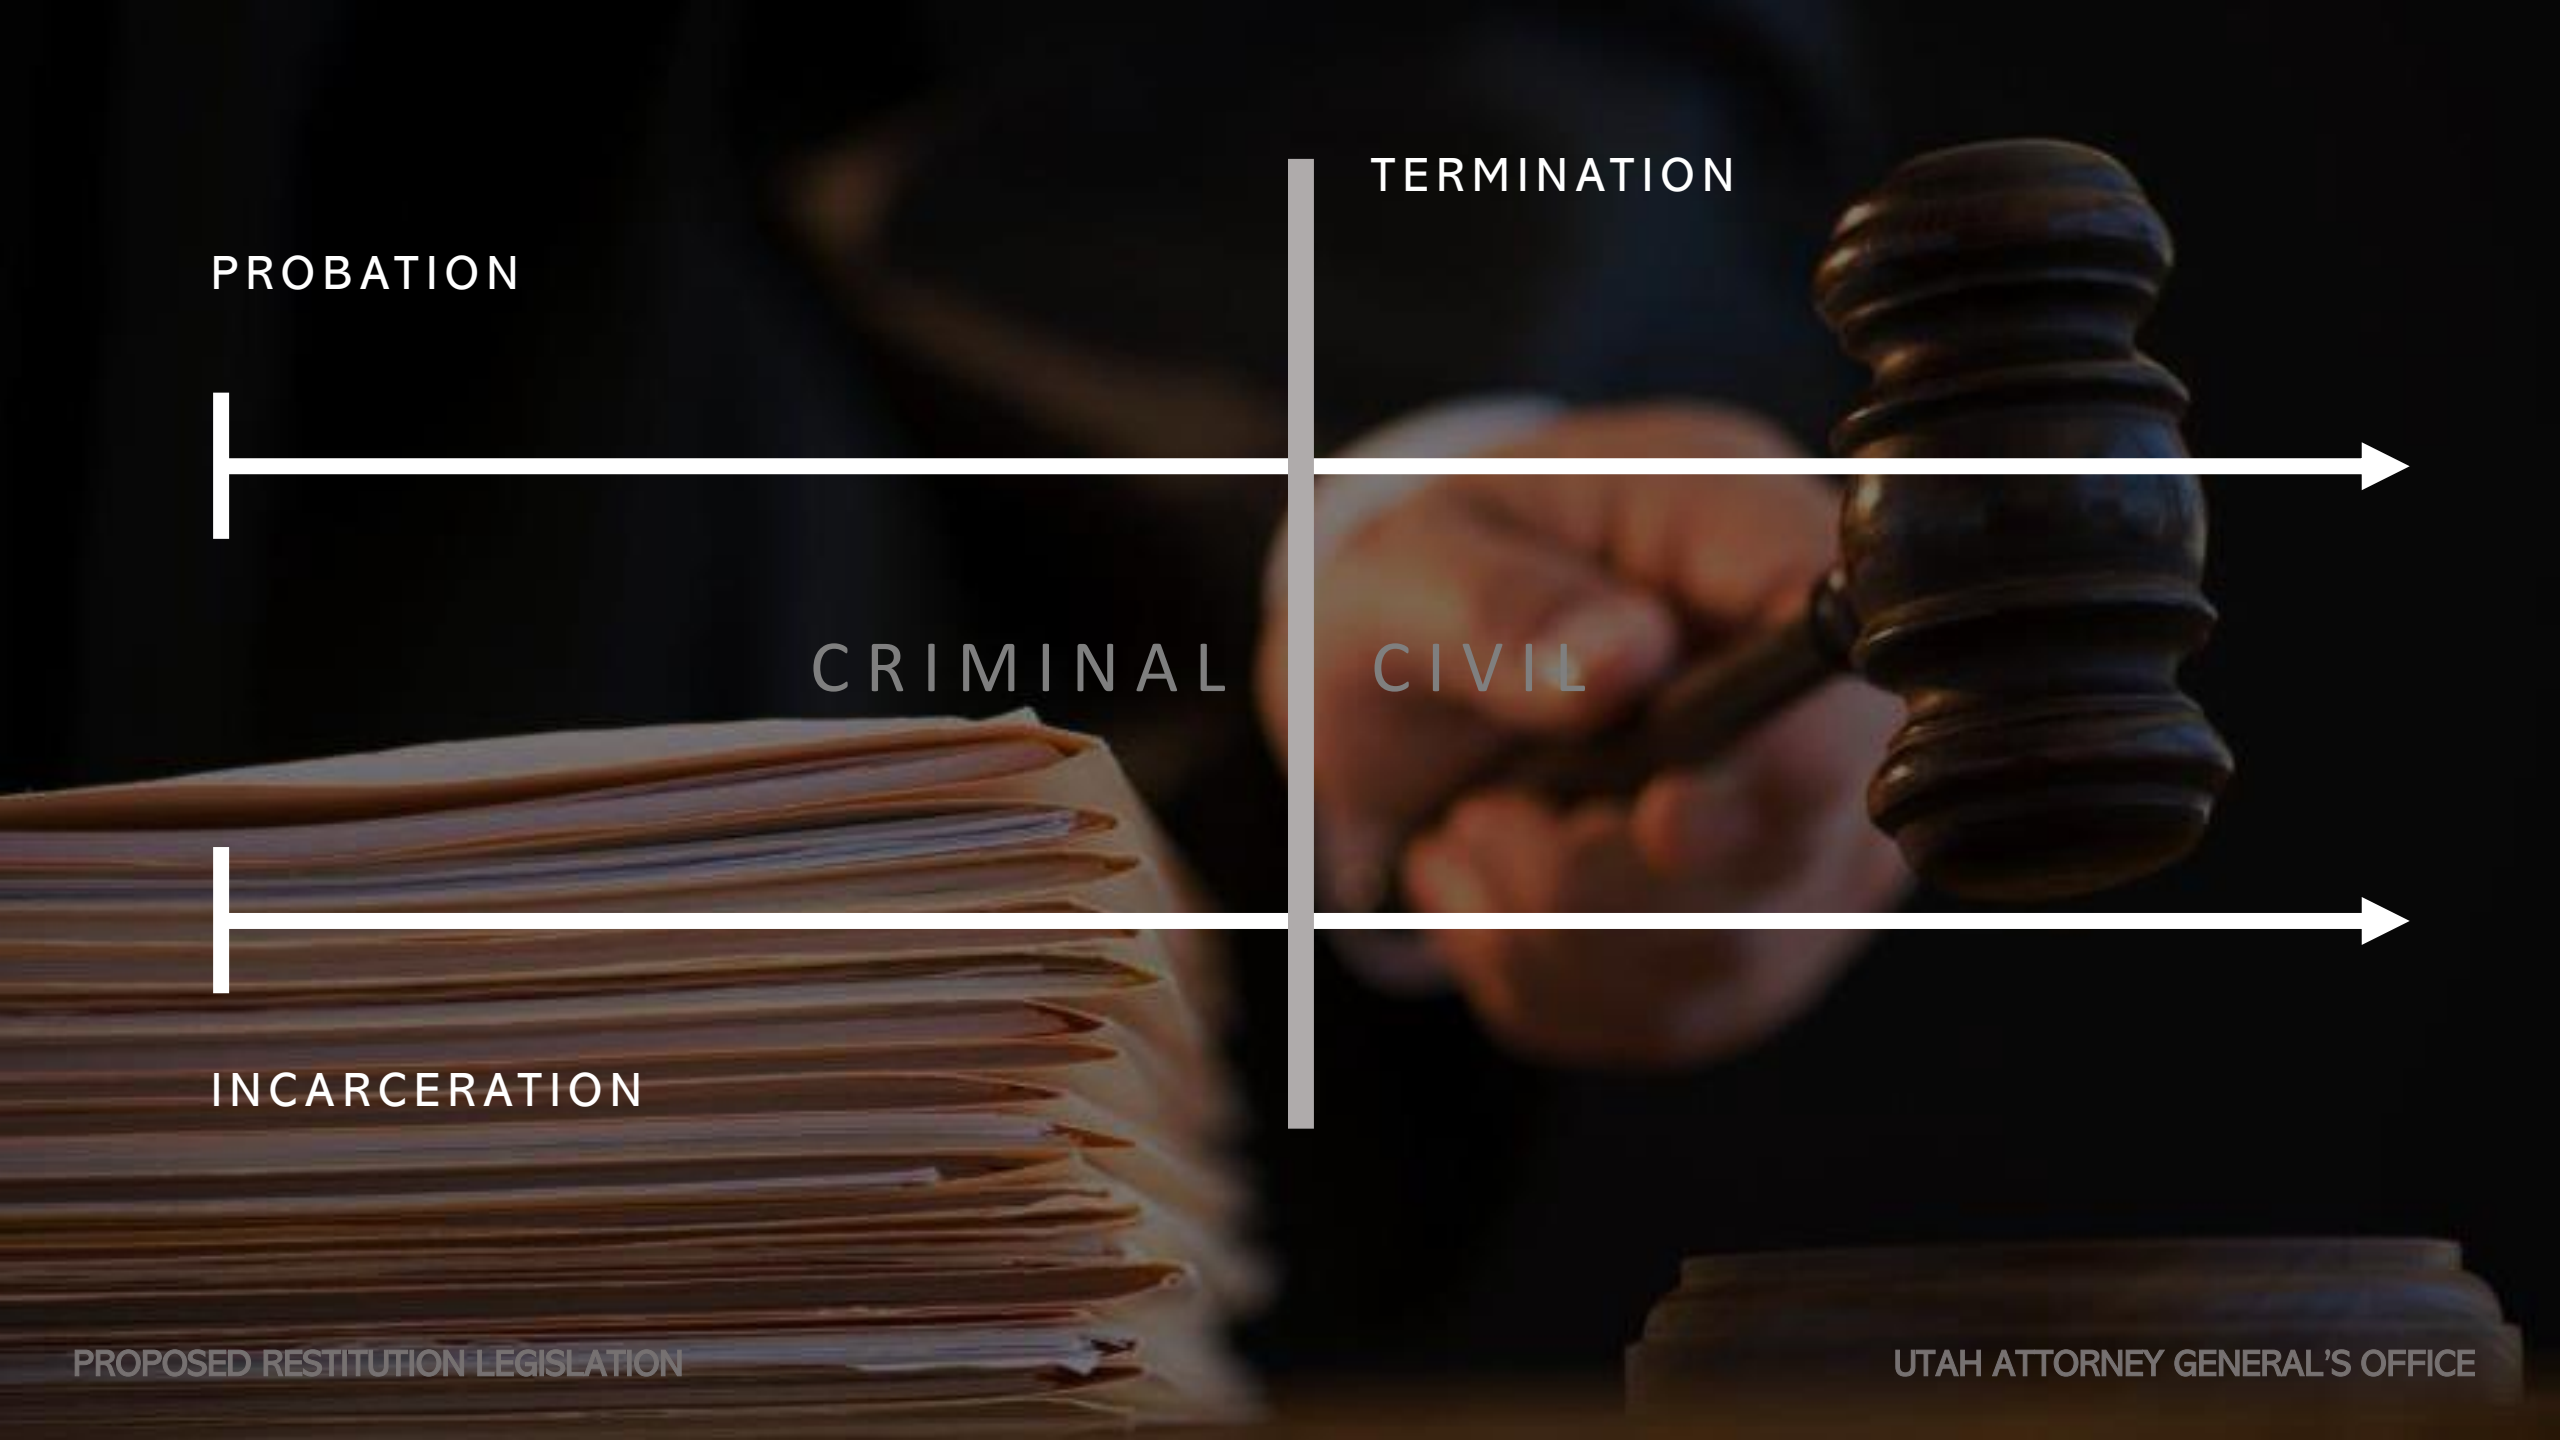 TERMINATION
PROBATION
CRIMINAL CIVIL
INCARCERATION
PROPOSED RESTITUTION LEGISLATION
UTAH ATTORNEY GENERAL’S OFFICE